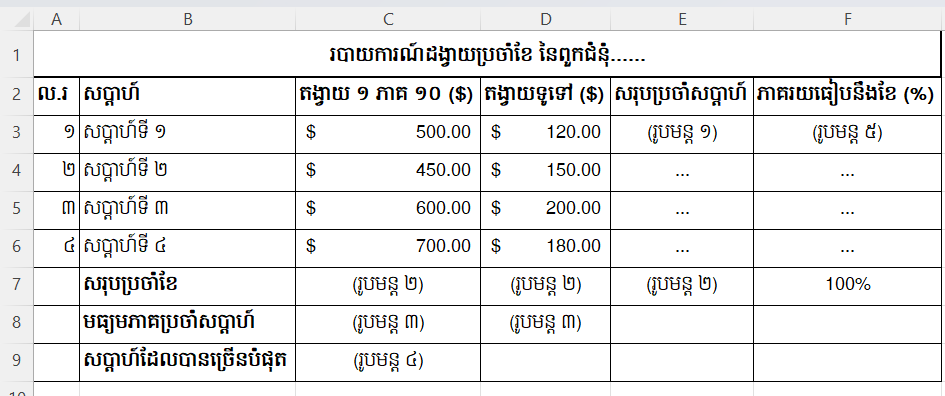 A B C D E F
1 របាយការណ៍ដង្វាយប្រចាំខែ នៃពួកជំនុំ......
2 ល.រ សប្តាហ៍ តង្វាយ ១ ភាគ ១០ ($) តង្វាយទូទៅ ($) សរុបប្រចាំសប្តាហ៍ ភាគរយធៀបនឹងខែ (%)
3 ១ សប្តាហ៍ទី ១ $ 500.00 $ 120.00 (រូបមន្ត ១) (រូបមន្ត ៥)
4 ២ សប្តាហ៍ទី ២ $ 450.00 $ 150.00 ... ...
5 ៣ សប្តាហ៍ទី ៣ $ 600.00 $ 200.00 ... ...
6 ៤ សប្តាហ៍ទី ៤ $ 700.00 $ 180.00 ... ...
7 សរុបប្រចាំខែ (រូបមន្ត ២) (រូបមន្ត ២) (រូបមន្ត ២) 100%
8 មធ្យមភាគប្រចាំសប្តាហ៍ (រូបមន្ត ៣) (រូបមន្ត ៣)
9 សប្តាហ៍ដែលបានច្រើនបំផុត (រូបមន្ត ៤)